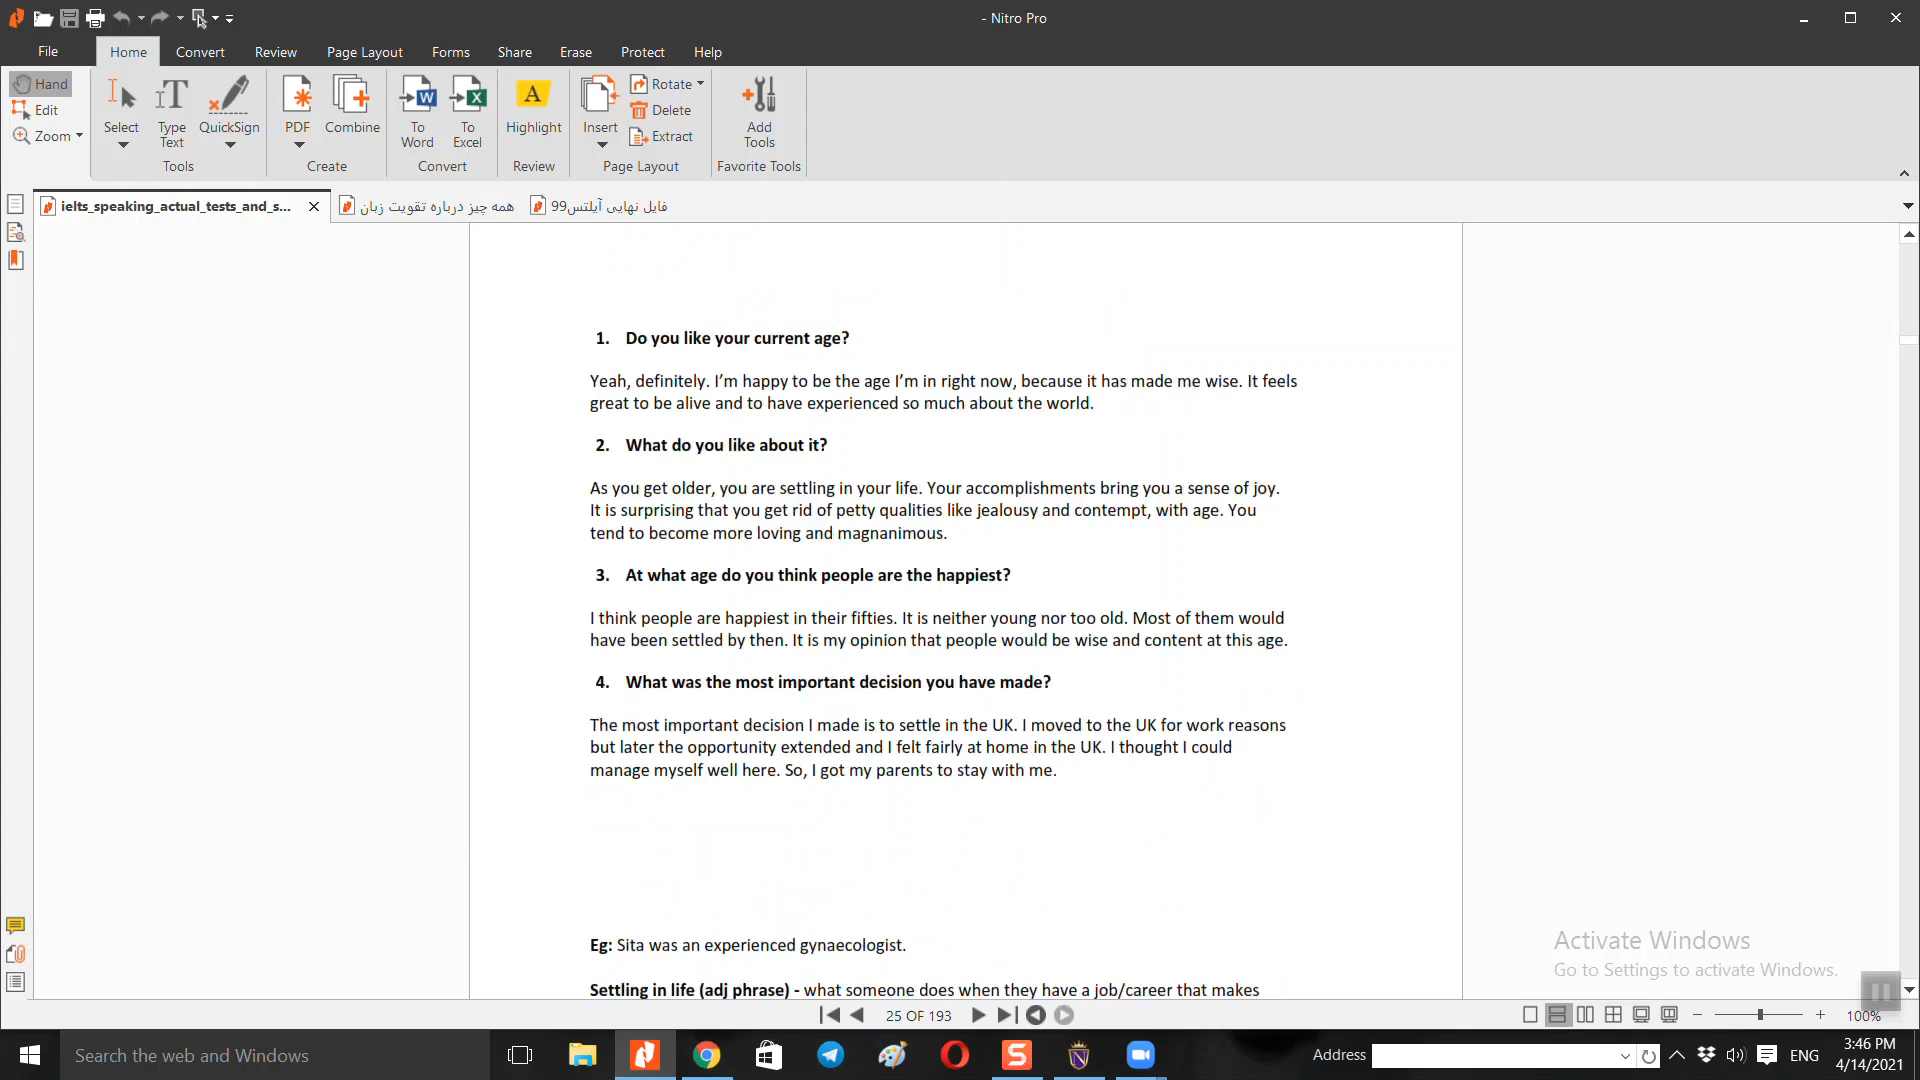 - Nitro Pro
File Home Convert Review Page Layout Forms Share Erase Protect Help
Hand
Edit
Zoom
Select
Type Text
QuickSign
Tools
PDF
Combine
Create
To Word
To Excel
Convert
Highlight
Review
Insert
Rotate
Delete
Extract
Page Layout
Add Tools
Favorite Tools
ielts_speaking_actual_tests_and_s...
همه چیز درباره تقویت زبان
فایل نهایی آیلتس99
1. Do you like your current age?
Yeah, definitely. I’m happy to be the age I’m in right now, because it has made me wise. It feels
great to be alive and to have experienced so much about the world.
2. What do you like about it?
As you get older, you are settling in your life. Your accomplishments bring you a sense of joy.
It is surprising that you get rid of petty qualities like jealousy and contempt, with age. You
tend to become more loving and magnanimous.
3. At what age do you think people are the happiest?
I think people are happiest in their fifties. It is neither young nor too old. Most of them would
have been settled by then. It is my opinion that people would be wise and content at this age.
4. What was the most important decision you have made?
The most important decision I made is to settle in the UK. I moved to the UK for work reasons
but later the opportunity extended and I felt fairly at home in the UK. I thought I could
manage myself well here. So, I got my parents to stay with me.
Eg: Sita was an experienced gynaecologist.
Settling in life (adj phrase) - what someone does when they have a job/career that makes
Activate Windows
Go to Settings to activate Windows.
25 OF 193
100%
Search the web and Windows
Address
ENG
3:46 PM
4/14/2021